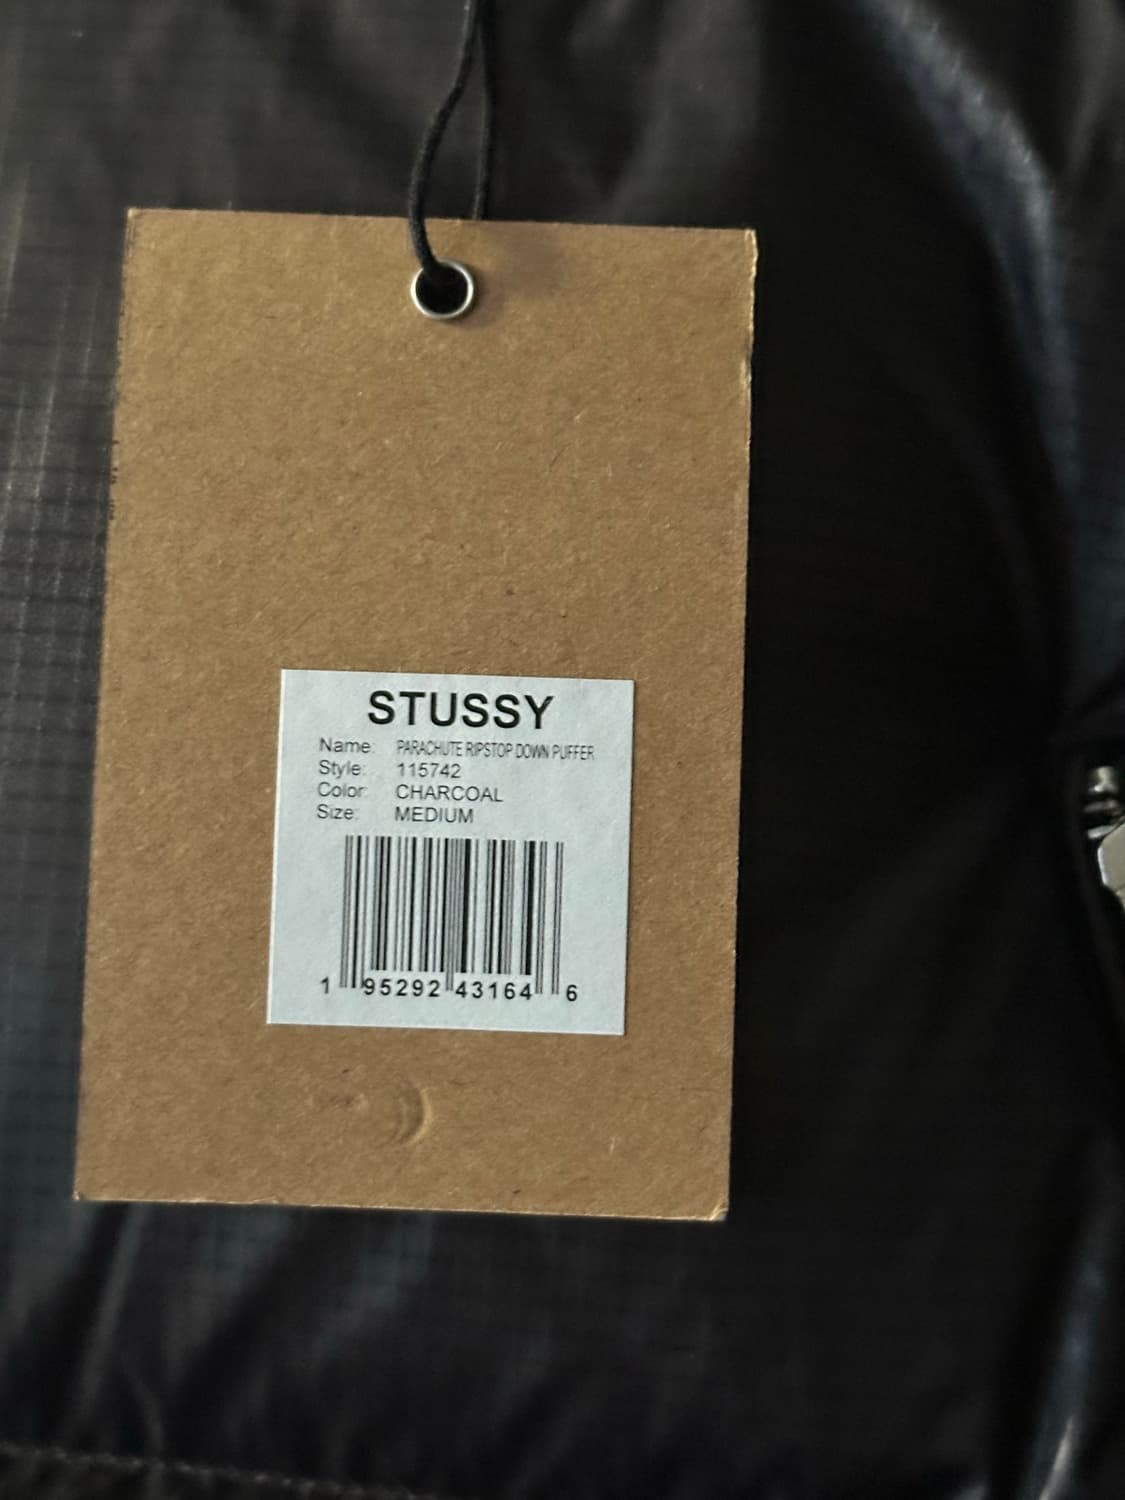 STUSSY
Name: PARACHUTE RIPSTOP DOWN PUFFER
Style: 115742
Color: CHARCOAL
Size: MEDIUM
1 95292 43164 6